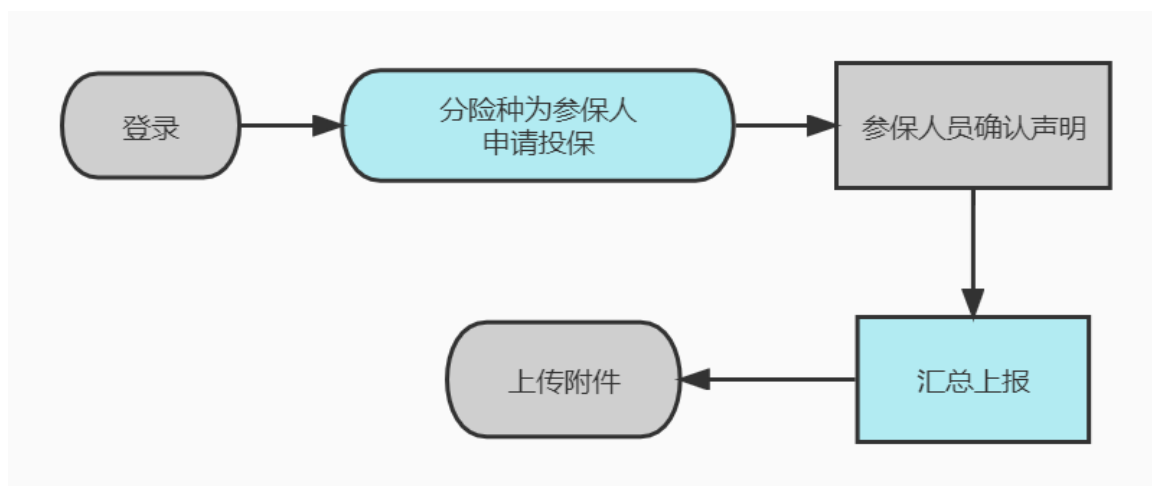 登录
分险种为参保人
申请投保
参保人员确认声明
汇总上报
上传附件